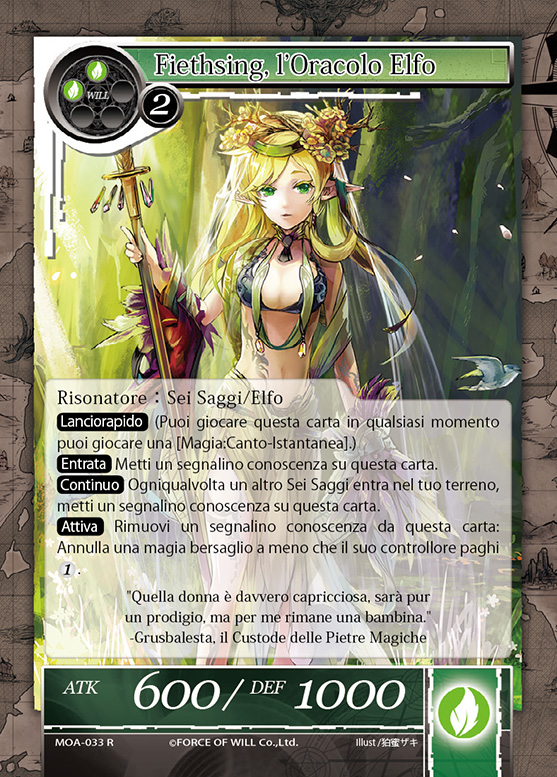 Fiethsing, l'Oracolo Elfo
WILL
2
Risonatore : Sei Saggi/Elfo
Lanciorapido (Puoi giocare questa carta in qualsiasi momento
puoi giocare una [Magia:Canto-Istantanea].)
Entrata Metti un segnalino conoscenza su questa carta.
Continuo Ogniqualvolta un altro Sei Saggi entra nel tuo terreno,
metti un segnalino conoscenza su questa carta.
Attiva Rimuovi un segnalino conoscenza da questa carta:
Annulla una magia bersaglio a meno che il suo controllore paghi
1 .
"Quella donna è davvero capricciosa, sarà pur
un prodigio, ma per me rimane una bambina."
-Grusbalesta, il Custode delle Pietre Magiche
ATK 600/ DEF 1000
MOA-033 R ©FORCE OF WILL Co.,Ltd. Illust /狛蜜ザキ